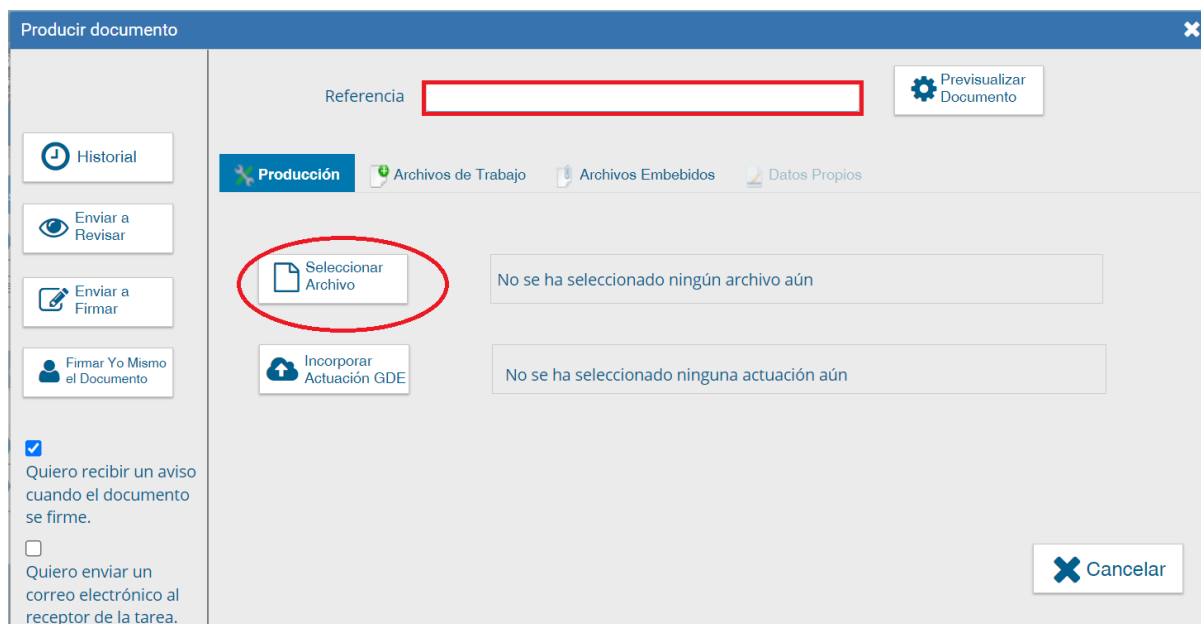 Producir documento
Referencia
Previsualizar
Documento
Historial
Enviar a
Revisar
Enviar a
Firmar
Firmar Yo Mismo
el Documento
Quiero recibir un aviso
cuando el documento
se firme.
Quiero enviar un
correo electrónico al
receptor de la tarea.
Producción
Archivos de Trabajo
Archivos Embebidos
Datos Propios
Seleccionar
Archivo
No se ha seleccionado ningún archivo aún
Incorporar
Actuación GDE
No se ha seleccionado ninguna actuación aún
Cancelar